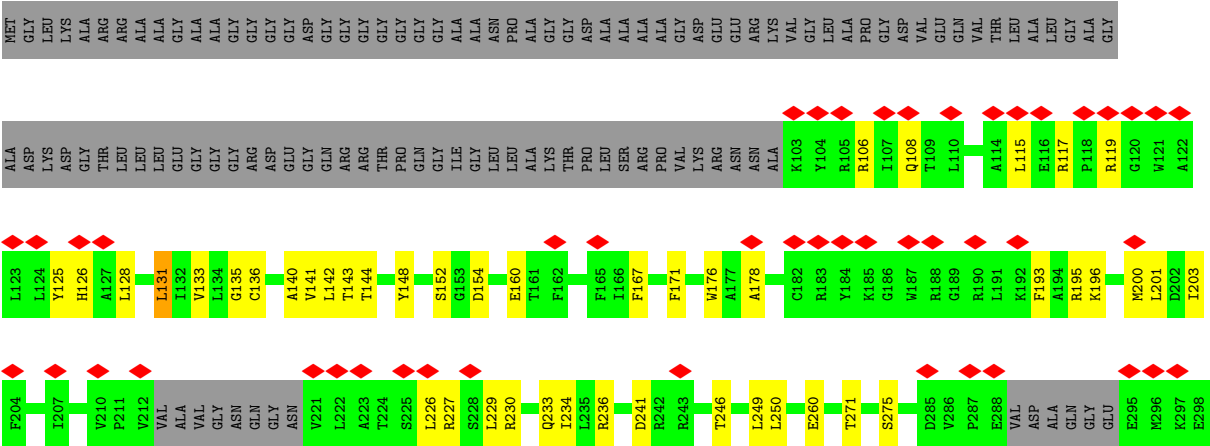 MET GLY LEU LYS ALA ARG ARG ALA ALA GLY ALA ALA GLY GLY GLY GLY ASP GLY GLY GLY GLY GLY GLY GLY ALA ALA ASN PRO ALA GLY GLY ASP ALA ALA ALA ALA GLY ASP GLU GLU ARG LYS VAL GLY LEU ALA PRO GLY ASP VAL GLU GLN VAL THR LEU ALA LEU GLY ALA GLY
ALA ASP LYS ASP GLY THR LEU LEU LEU GLU GLY GLY GLY ARG ASP GLU GLY GLN ARG ARG THR PRO GLN GLY ILE GLY LEU LEU ALA LYS THR PRO LEU SER ARG PRO VAL LYS ARG ASN ASN ALA K103 Y104 R105 R106 I107 Q108 T109 L110 A114 L115 E116 R117 P118 R119 G120 W121 A122
L123 L124 Y125 H126 A127 L128 L131 I132 V133 L134 G135 C136 A140 V141 L142 T143 T144 Y148 S152 G153 D154 E160 T161 F162 F165 I166 F167 F171 W176 A177 A178 C182 R183 Y184 K185 G186 W187 R188 G189 R190 L191 K192 F193 A194 R195 K196 M200 L201 D202 I203
F204 I207 V210 P211 V212 VAL ALA VAL GLY ASN GLN GLY ASN V221 L222 A223 T224 S225 L226 R227 S228 L229 R230 Q233 I234 L235 R236 D241 R242 R243 T246 L249 L250 E260 T271 S275 D285 V286 P287 E288 VAL ASP ALA GLN GLY GLU E295 M296 K297 E298